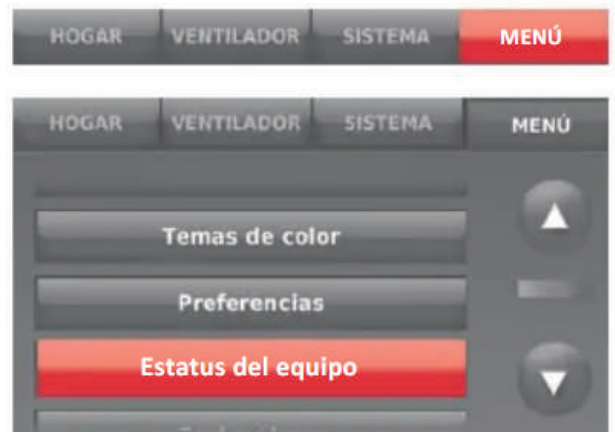 HOGAR VENTILADOR SISTEMA MENÚ
HOGAR VENTILADOR SISTEMA MENÚ
Temas de color
Preferencias
Estatus del equipo